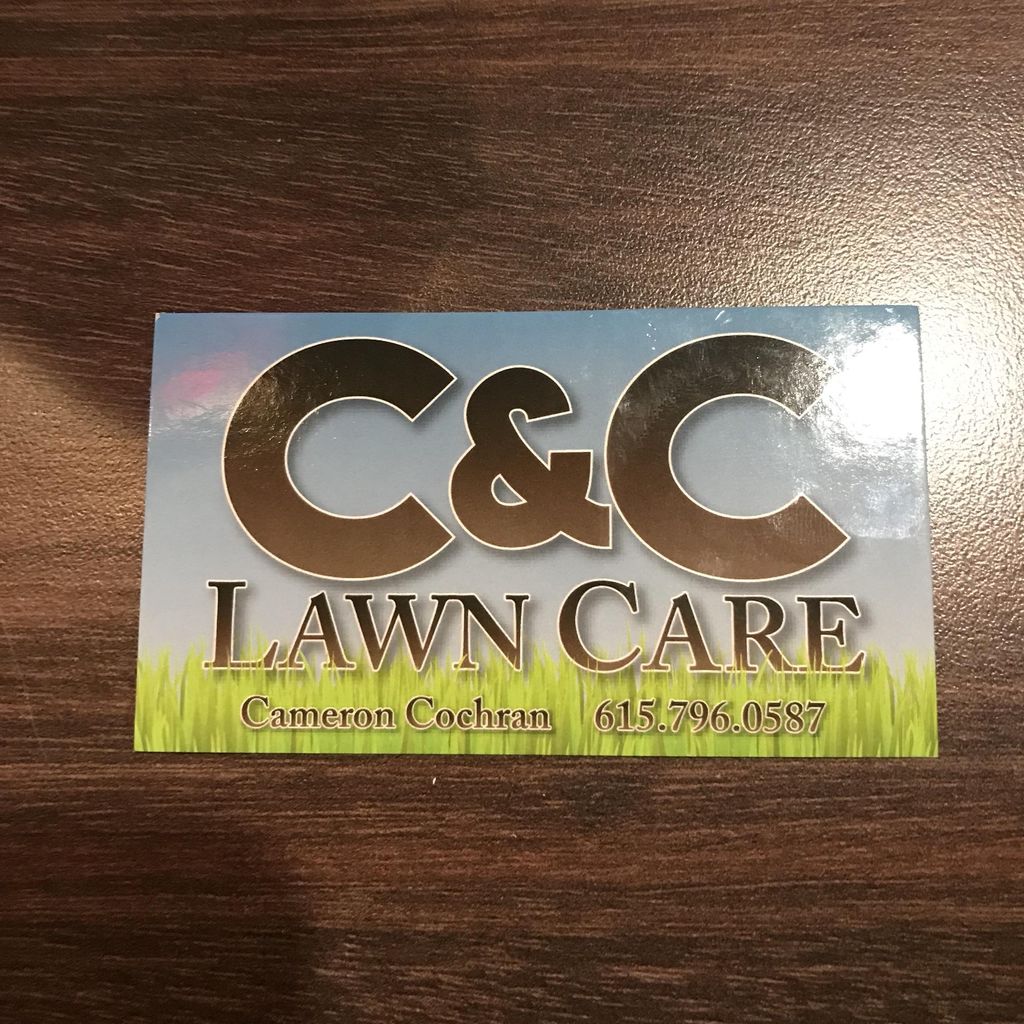 C&C
LAWN CARE
Cameron Cochran 615.796.0587